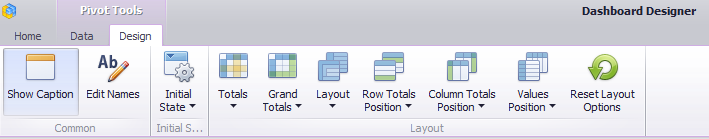 Pivot Tools
Dashboard Designer
Home Data Design
Show Caption
Edit Names
Initial
State
Totals
Grand
Totals
Layout
Row Totals
Position
Column Totals
Position
Values
Position
Reset Layout
Options
Common
Initial S...
Layout